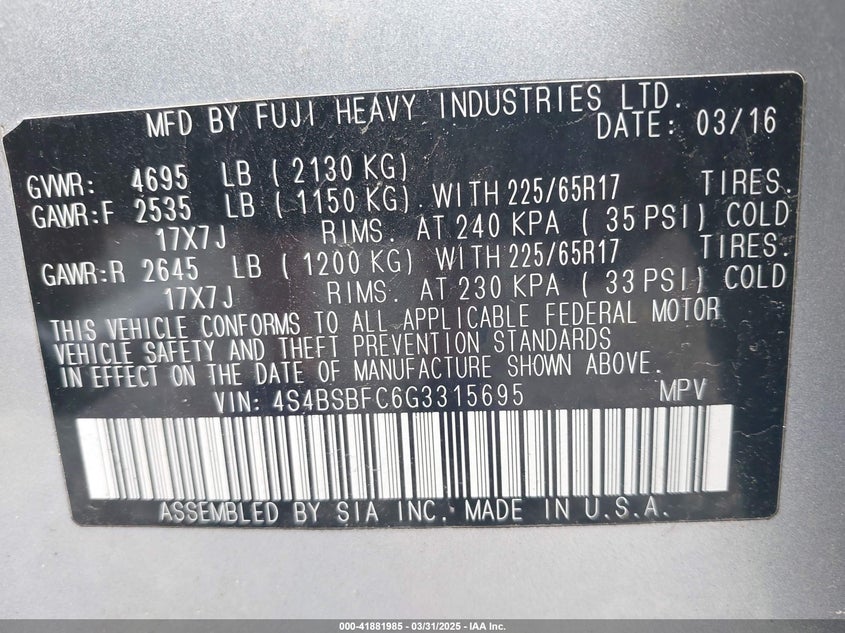 MFD BY FUJI HEAVY INDUSTRIES LTD.
DATE: 03/16
GVWR: 4695 LB ( 2130 KG)
GAWR:F 2535 LB ( 1150 KG). WITH 225/65R17 TIRES.
17X7J RIMS. AT 240 KPA ( 35 PSI) COLD
GAWR:R 2645 LB ( 1200 KG) WITH 225/65R17 TIRES.
17X7J RIMS. AT 230 KPA ( 33 PSI) COLD
THIS VEHICLE CONFORMS TO ALL APPLICABLE FEDERAL MOTOR
VEHICLE SAFETY AND THEFT PREVENTION STANDARDS
IN EFFECT ON THE DATE OF MANUFACTURE SHOWN ABOVE.
VIN: 4S4BSBFC6G3315695 MPV
ASSEMBLED BY SIA INC. MADE IN U.S.A.
000-41881985 - 03/31/2025 - IAA Inc.